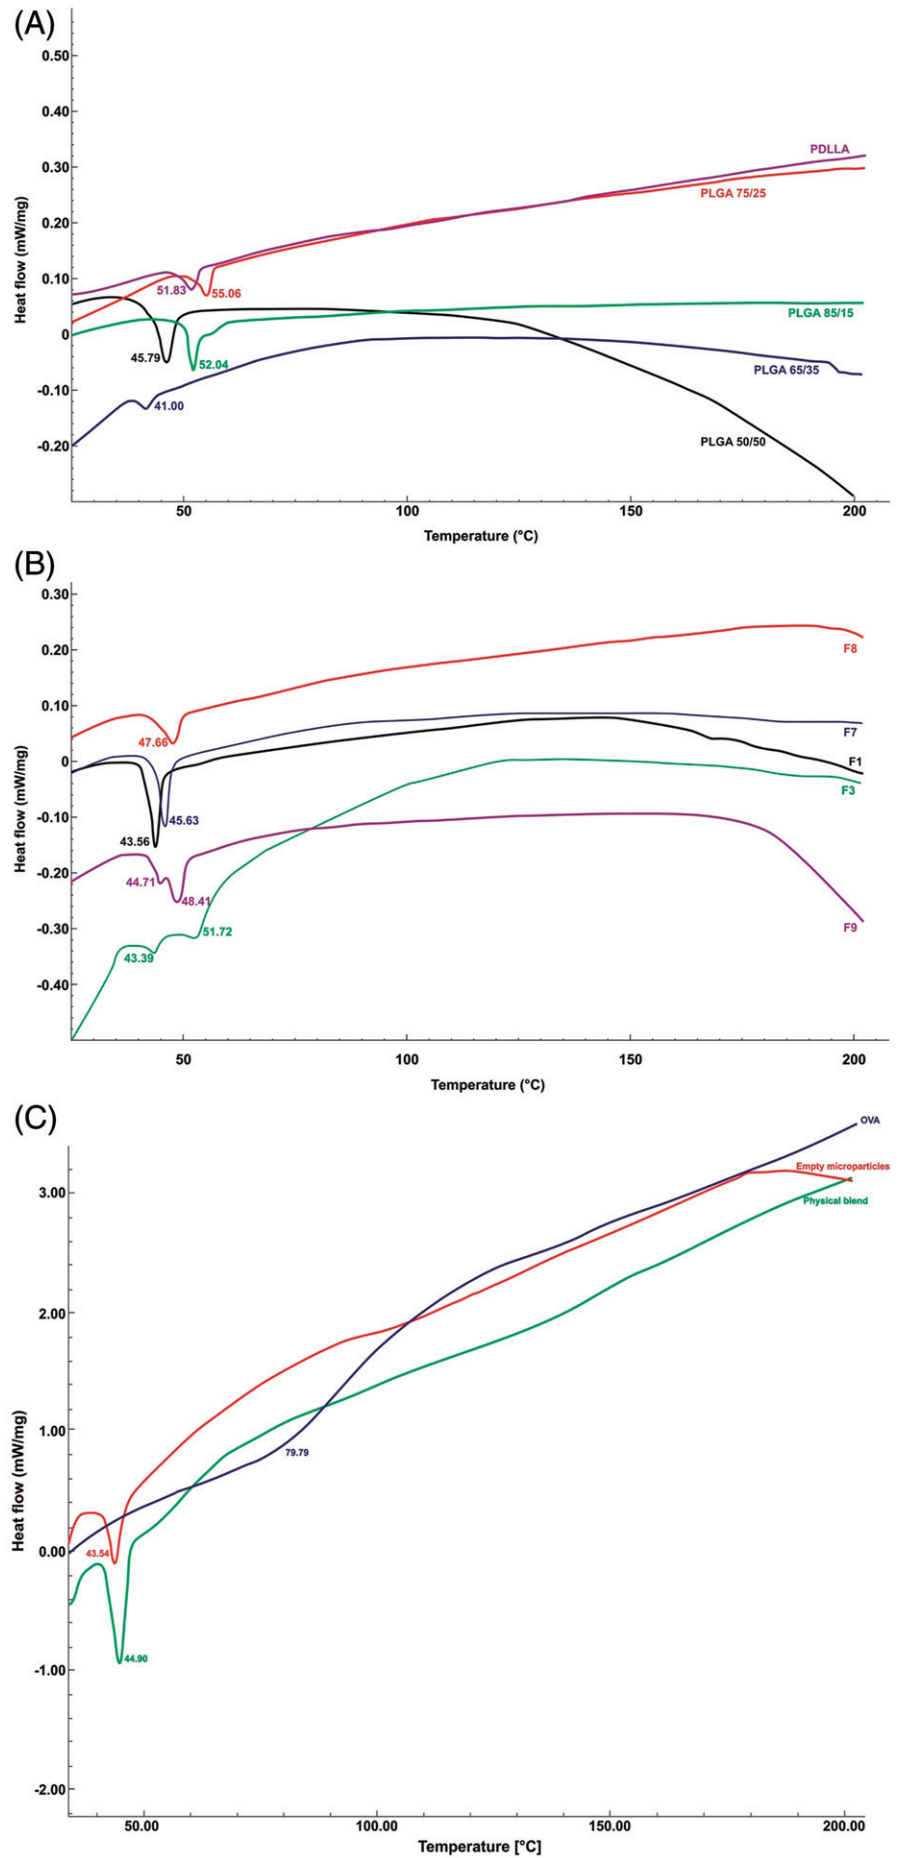 (A)
0.50
0.40
0.30
0.20
0.10
0
-0.10
-0.20
Heat flow (mW/mg)
PDLLA
PLGA 75/25
51.83
55.06
PLGA 85/15
45.79
52.04
PLGA 65/35
41.00
PLGA 50/50
50
100
150
200
Temperature (°C)
(B)
0.30
0.20
0.10
0
-0.10
-0.20
-0.30
-0.40
Heat flow (mW/mg)
F8
47.66
F7
F1
F3
45.63
43.56
44.71
48.41
F9
51.72
43.39
50
100
150
200
Temperature (°C)
(C)
3.00
2.00
1.00
0.00
-1.00
-2.00
Heat flow (mW/mg)
OVA
Empty microparticles
Physical blend
79.79
43.54
44.90
50.00
100.00
150.00
200.00
Temperature [°C]